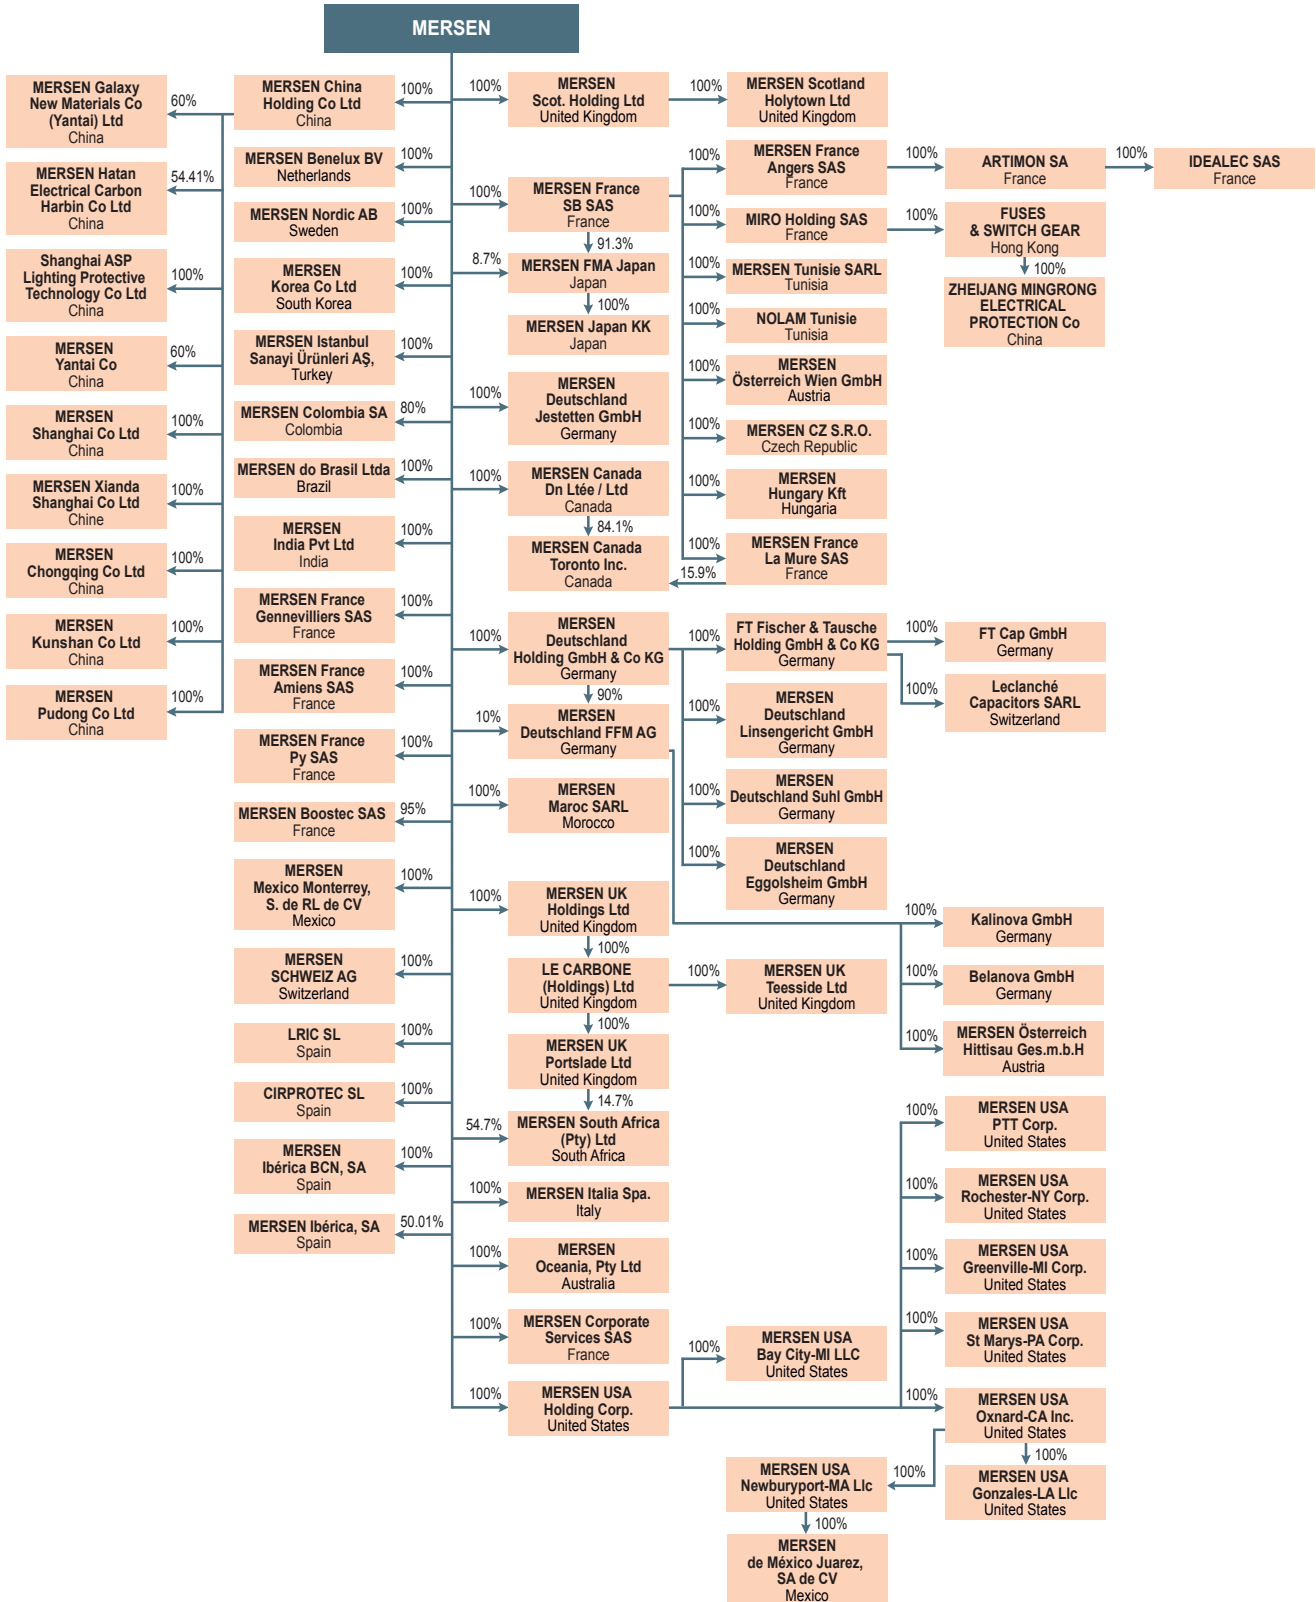 MERSEN
MERSEN Galaxy
New Materials Co
(Yantai) Ltd
China
60%
MERSEN Hatan
Electrical Carbon
Harbin Co Ltd
China
54.41%
Shanghai ASP
Lighting Protective
Technology Co Ltd
China
100%
MERSEN
Yantai Co
China
60%
MERSEN
Shanghai Co Ltd
China
100%
MERSEN Xianda
Shanghai Co Ltd
Chine
100%
MERSEN
Chongqing Co Ltd
China
100%
MERSEN
Kunshan Co Ltd
China
100%
MERSEN
Pudong Co Ltd
China
100%
MERSEN China
Holding Co Ltd
China
100%
MERSEN Benelux BV
Netherlands
100%
MERSEN Nordic AB
Sweden
100%
MERSEN
Korea Co Ltd
South Korea
100%
MERSEN Istanbul
Sanayi Ürünleri AŞ,
Turkey
100%
MERSEN Colombia SA
Colombia
80%
MERSEN do Brasil Ltda
Brazil
100%
MERSEN
India Pvt Ltd
India
100%
MERSEN France
Gennevilliers SAS
France
100%
MERSEN France
Amiens SAS
France
100%
MERSEN France
Py SAS
France
100%
MERSEN Boostec SAS
France
95%
MERSEN
Mexico Monterrey,
S. de RL de CV
Mexico
100%
MERSEN
SCHWEIZ AG
Switzerland
100%
LRIC SL
Spain
100%
CIRPROTEC SL
Spain
100%
MERSEN
Ibérica BCN, SA
Spain
100%
MERSEN Ibérica, SA
Spain
50.01%
100%
MERSEN
Scot. Holding Ltd
United Kingdom
100%
MERSEN Scotland
Holytown Ltd
United Kingdom
100%
MERSEN France
SB SAS
France
91.3%
8.7%
MERSEN FMA Japan
Japan
100%
MERSEN Japan KK
Japan
100%
MERSEN
Deutschland
Jestetten GmbH
Germany
100%
MERSEN Canada
Dn Ltée / Ltd
Canada
84.1%
MERSEN Canada
Toronto Inc.
Canada
15.9%
100%
MERSEN
Deutschland
Holding GmbH & Co KG
Germany
90%
10%
MERSEN
Deutschland FFM AG
Germany
100%
MERSEN
Maroc SARL
Morocco
100%
MERSEN UK
Holdings Ltd
United Kingdom
100%
LE CARBONE
(Holdings) Ltd
United Kingdom
100%
MERSEN UK
Teesside Ltd
United Kingdom
100%
MERSEN UK
Portslade Ltd
United Kingdom
14.7%
54.7%
MERSEN South Africa
(Pty) Ltd
South Africa
100%
MERSEN Italia Spa.
Italy
100%
MERSEN
Oceania, Pty Ltd
Australia
100%
MERSEN Corporate
Services SAS
France
100%
MERSEN USA
Holding Corp.
United States
100%
MERSEN France
Angers SAS
France
100%
ARTIMON SA
France
100%
IDEALEC SAS
France
100%
MIRO Holding SAS
France
100%
FUSES
& SWITCH GEAR
Hong Kong
100%
ZHEIJANG MINGRONG
ELECTRICAL
PROTECTION Co
China
100%
MERSEN Tunisie SARL
Tunisia
100%
NOLAM Tunisie
Tunisia
100%
MERSEN
Österreich Wien GmbH
Austria
100%
MERSEN CZ S.R.O.
Czech Republic
100%
MERSEN
Hungary Kft
Hungaria
100%
MERSEN France
La Mure SAS
France
100%
FT Fischer & Tausche
Holding GmbH & Co KG
Germany
100%
FT Cap GmbH
Germany
100%
Leclanché
Capacitors SARL
Switzerland
100%
MERSEN
Deutschland
Linsengericht GmbH
Germany
100%
MERSEN
Deutschland Suhl GmbH
Germany
100%
MERSEN
Deutschland
Eggolsheim GmbH
Germany
100%
Kalinova GmbH
Germany
100%
Belanova GmbH
Germany
100%
MERSEN Österreich
Hittisau Ges.m.b.H
Austria
100%
MERSEN USA
PTT Corp.
United States
100%
MERSEN USA
Rochester-NY Corp.
United States
100%
MERSEN USA
Greenville-MI Corp.
United States
100%
MERSEN USA
St Marys-PA Corp.
United States
100%
MERSEN USA
Bay City-MI LLC
United States
100%
MERSEN USA
Oxnard-CA Inc.
United States
100%
MERSEN USA
Gonzales-LA Llc
United States
100%
MERSEN USA
Newburyport-MA Llc
United States
100%
MERSEN
de México Juarez,
SA de CV
Mexico